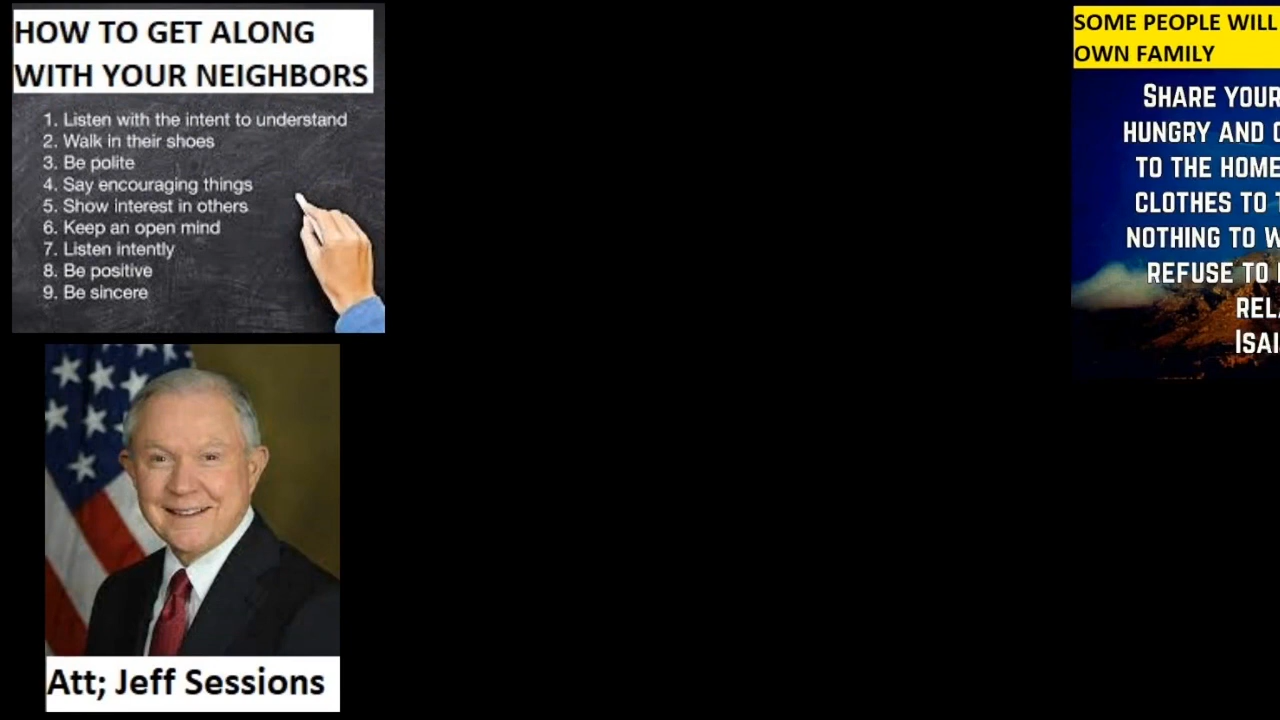 HOW TO GET ALONG
WITH YOUR NEIGHBORS
1. Listen with the intent to understand
2. Walk in their shoes
3. Be polite
4. Say encouraging things
5. Show interest in others
6. Keep an open mind
7. Listen intently
8. Be positive
9. Be sincere
Att; Jeff Sessions
SOME PEOPLE WILL
OWN FAMILY
SHARE YOUR
HUNGRY AND
TO THE HOME
CLOTHES TO
NOTHING TO W
REFUSE TO
REL
ISAI